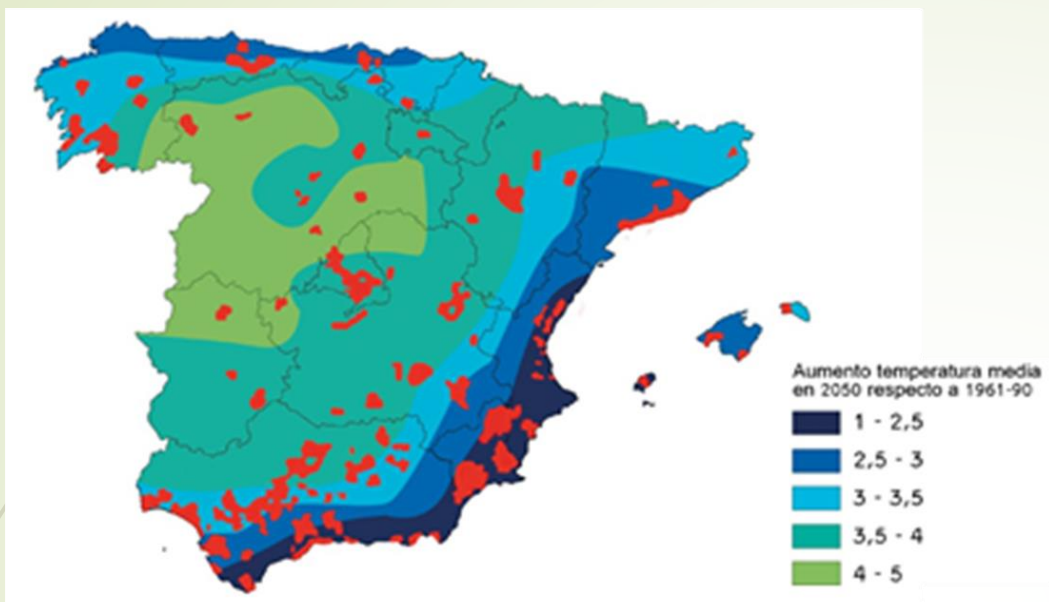 Aumento temperatura media
en 2050 respecto a 1961-90
1 - 2,5
2,5 - 3
3 - 3,5
3,5 - 4
4 - 5